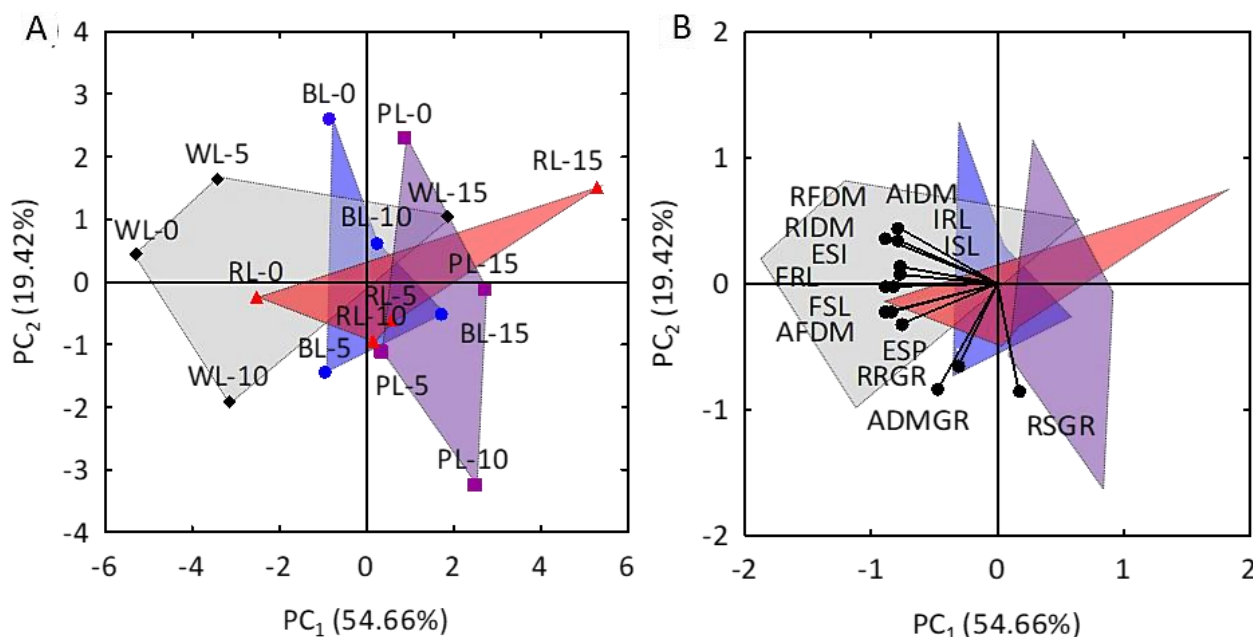 A
B
4
3
2
1
0
-1
-2
-3
-4
-6
-4
-2
0
2
4
6
PC2 (19.42%)
PC1 (54.66%)
BL-0
PL-0
WL-5
RL-15
WL-15
BL-10
WL-0
RL-0
PL-15
RL-5
RL-10
BL-15
BL-5
WL-10
PL-5
PL-10
2
1
0
-1
-2
-2
-1
0
1
2
PC2 (19.42%)
PC1 (54.66%)
RFDM
AIDM
RIDM
IRL
ESI
ISL
FRL
FSL
AFDM
ESP
RRGR
ADMGR
RSGR